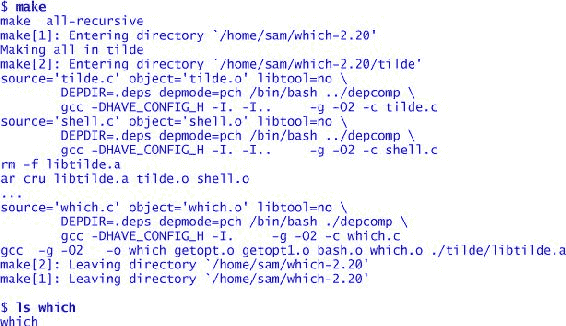 $ make
make  all-recursive
make[1]: Entering directory `/home/sam/which-2.20'
Making all in tilde
make[2]: Entering directory `/home/sam/which-2.20/tilde'
source='tilde.c' object='tilde.o' libtool=no \
        DEPDIR=.deps depmode=pch /bin/bash ../depcomp \
        gcc -DHAVE_CONFIG_H -I. -I..     -g -O2 -c tilde.c
source='shell.c' object='shell.o' libtool=no \
        DEPDIR=.deps depmode=pch /bin/bash ../depcomp \
        gcc -DHAVE_CONFIG_H -I. -I..     -g -O2 -c shell.c
rm -f libtilde.a
ar cru libtilde.a tilde.o shell.o
...
source='which.c' object='which.o' libtool=no \
        DEPDIR=.deps depmode=pch /bin/bash ./depcomp \
        gcc -DHAVE_CONFIG_H -I.     -g -O2 -c which.c
gcc  -g -O2   -o which getopt.o getopt1.o bash.o which.o ./tilde/libtilde.a
make[2]: Leaving directory `/home/sam/which-2.20'
make[1]: Leaving directory `/home/sam/which-2.20'
$ ls which
which